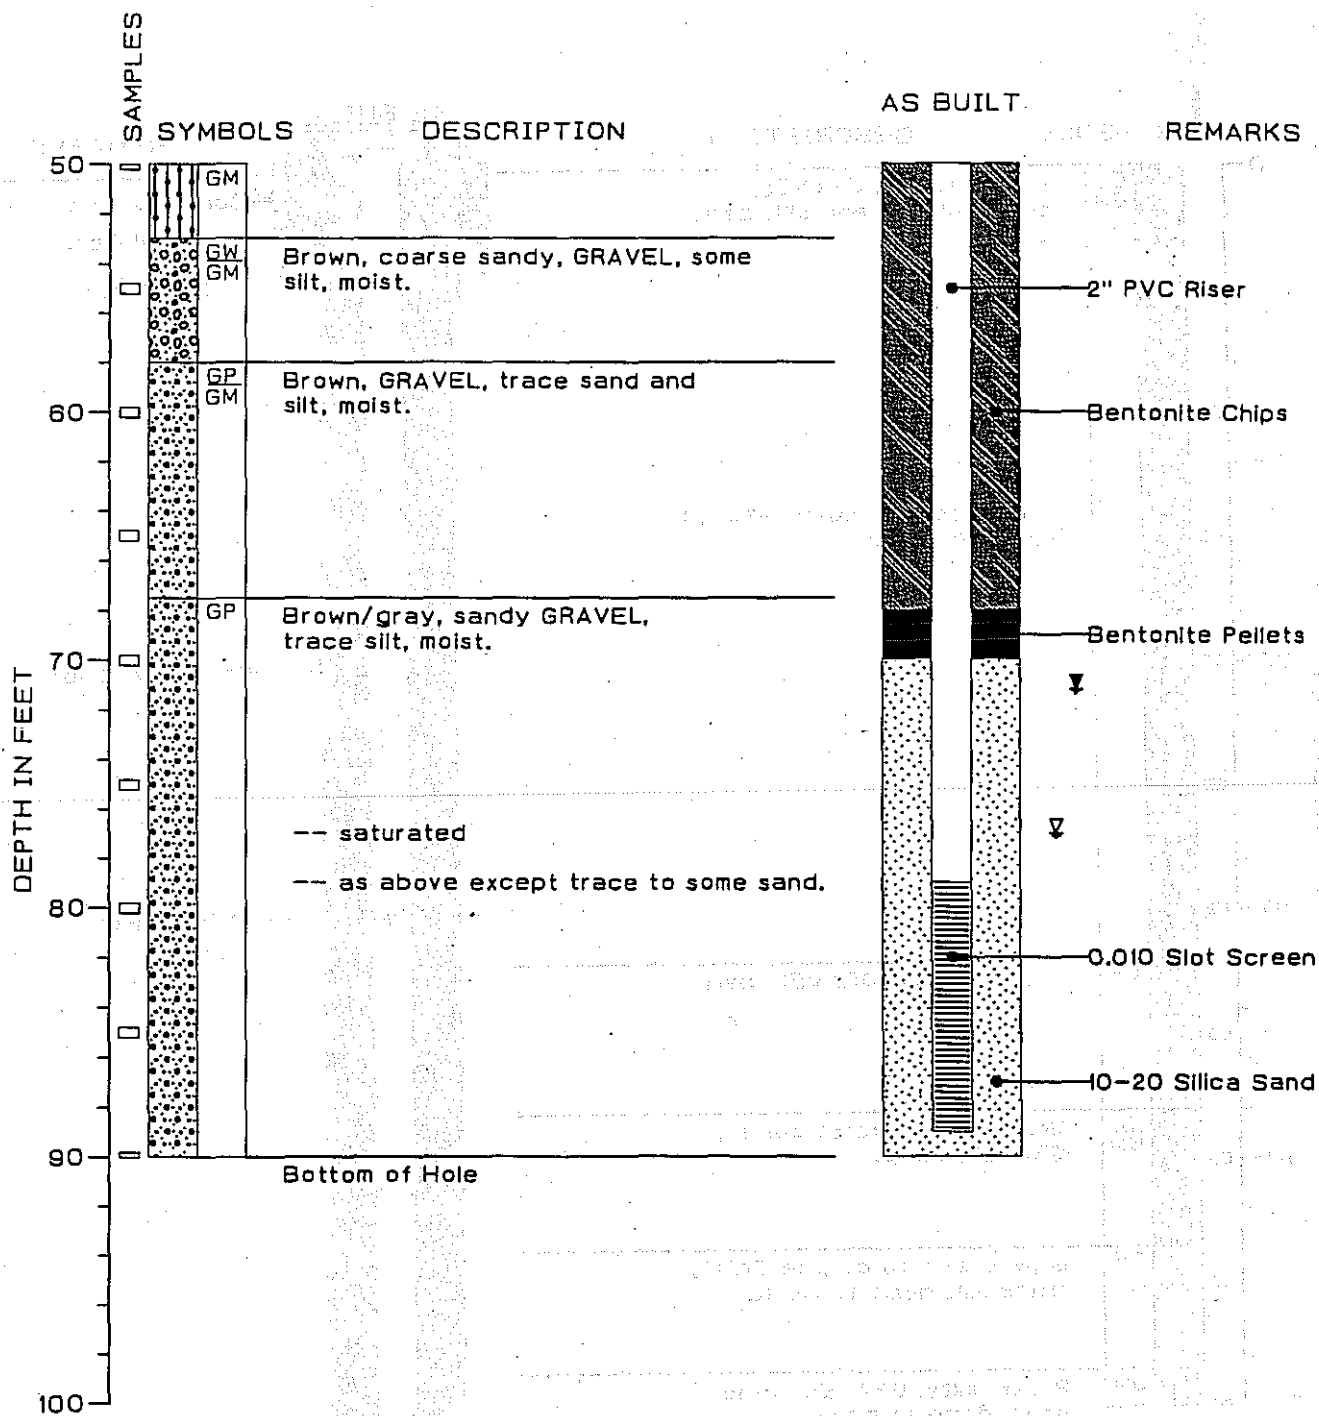 SAMPLES
SYMBOLS
DESCRIPTION
AS BUILT
REMARKS
DEPTH IN FEET
50
GM
GW
GM
Brown, coarse sandy, GRAVEL, some
silt, moist.
2" PVC Riser
GP
GM
Brown, GRAVEL, trace sand and
silt, moist.
60
Bentonite Chips
GP
Brown/gray, sandy GRAVEL,
trace silt, moist.
Bentonite Pellets
70
-- saturated
-- as above except trace to some sand.
80
0.010 Slot Screen
10-20 Silica Sand
90
Bottom of Hole
100